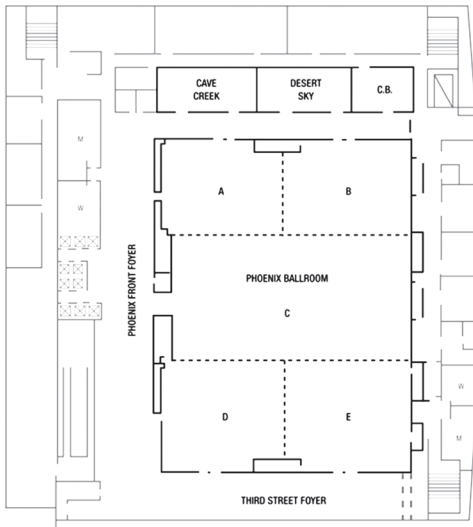 CAVE
CREEK
DESERT
SKY
C.B.
M
A
B
W
PHOENIX FRONT FOYER
PHOENIX BALLROOM
C
W
D
E
M
THIRD STREET FOYER